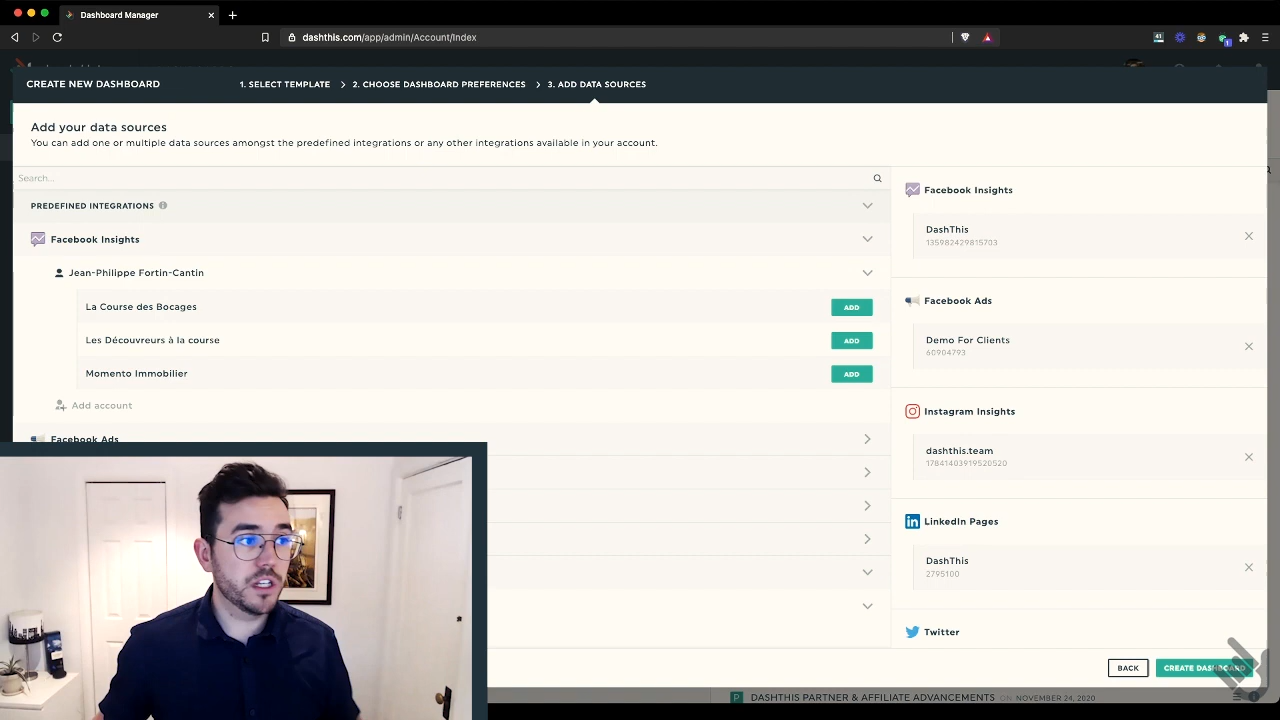 Dashboard Manager
dashthis.com/app/admin/Account/Index
41
1
CREATE NEW DASHBOARD
1. SELECT TEMPLATE
2. CHOOSE DASHBOARD PREFERENCES
3. ADD DATA SOURCES
Add your data sources
You can add one or multiple data sources amongst the predefined integrations or any other integrations available in your account.
Search...
PREDEFINED INTEGRATIONS
Facebook Insights
Jean-Philippe Fortin-Cantin
La Course des Bocages
ADD
Les Découvreurs à la course
ADD
Momento Immobilier
ADD
Add account
Facebook Ads
Facebook Insights
DashThis
135982429815703
Facebook Ads
Demo For Clients
60904793
Instagram Insights
dashthis.team
17841403919520520
LinkedIn Pages
DashThis
2795100
Twitter
BACK
CREATE DASHBOARD
P DASHTHIS PARTNER & AFFILIATE ADVANCEMENTS ON NOVEMBER 24, 2020